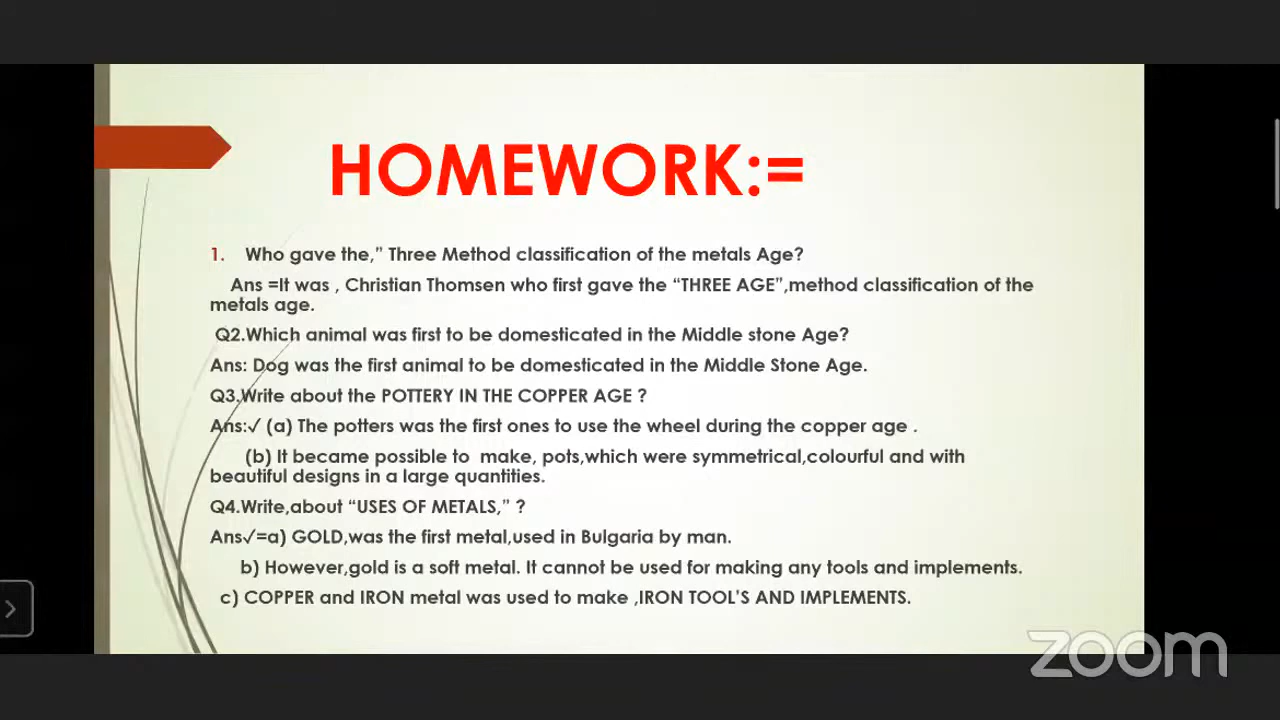 HOMEWORK:=
1. Who gave the,” Three Method classification of the metals Age?
Ans =It was , Christian Thomsen who first gave the “THREE AGE”,method classification of the
metals age.
Q2.Which animal was first to be domesticated in the Middle stone Age?
Ans: Dog was the first animal to be domesticated in the Middle Stone Age.
Q3.Write about the POTTERY IN THE COPPER AGE ?
Ans:✓ (a) The potters was the first ones to use the wheel during the copper age .
(b) It became possible to make, pots,which were symmetrical,colourful and with
beautiful designs in a large quantities.
Q4.Write,about “USES OF METALS,” ?
Ans✓=a) GOLD,was the first metal,used in Bulgaria by man.
b) However,gold is a soft metal. It cannot be used for making any tools and implements.
c) COPPER and IRON metal was used to make ,IRON TOOL’S AND IMPLEMENTS.
zoom